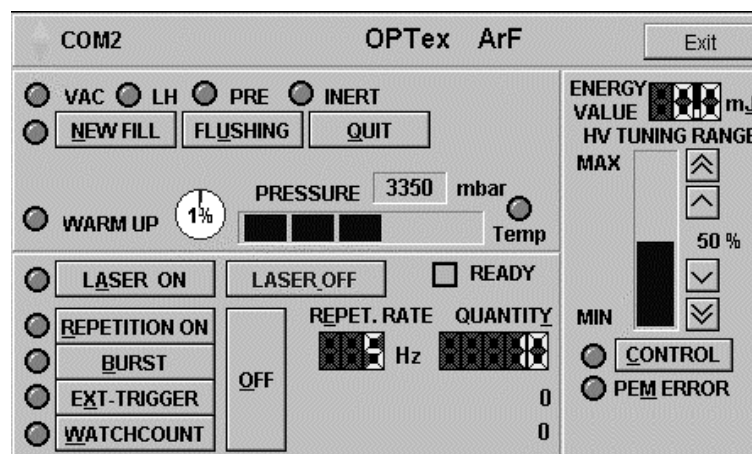 COM2 OPTex ArF Exit
VAC LH PRE INERT
NEW FILL FLUSHING QUIT
WARM UP 1% PRESSURE 3350 mbar
Temp
LASER ON LASER OFF READY
REPETITION ON
BURST
EXT-TRIGGER
WATCHCOUNT
OFF
REPET. RATE QUANTITY
5 Hz
0
0
ENERGY
VALUE mJ
HV TUNING RANGE
MAX
50 %
MIN
CONTROL
PEM ERROR